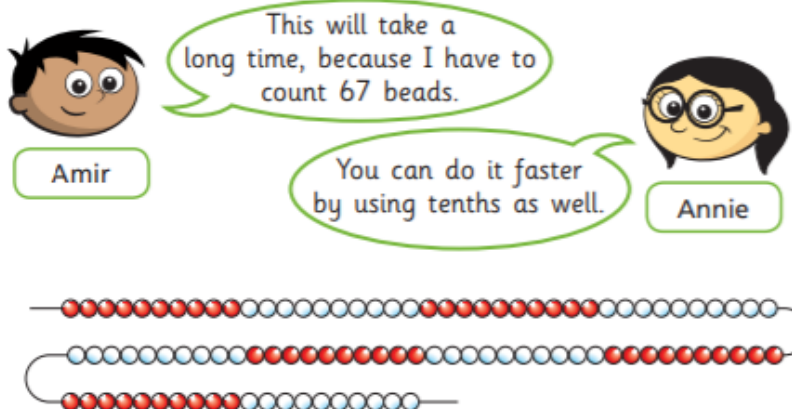 This will take a
long time, because I have to
count 67 beads.
Amir
You can do it faster
by using tenths as well.
Annie